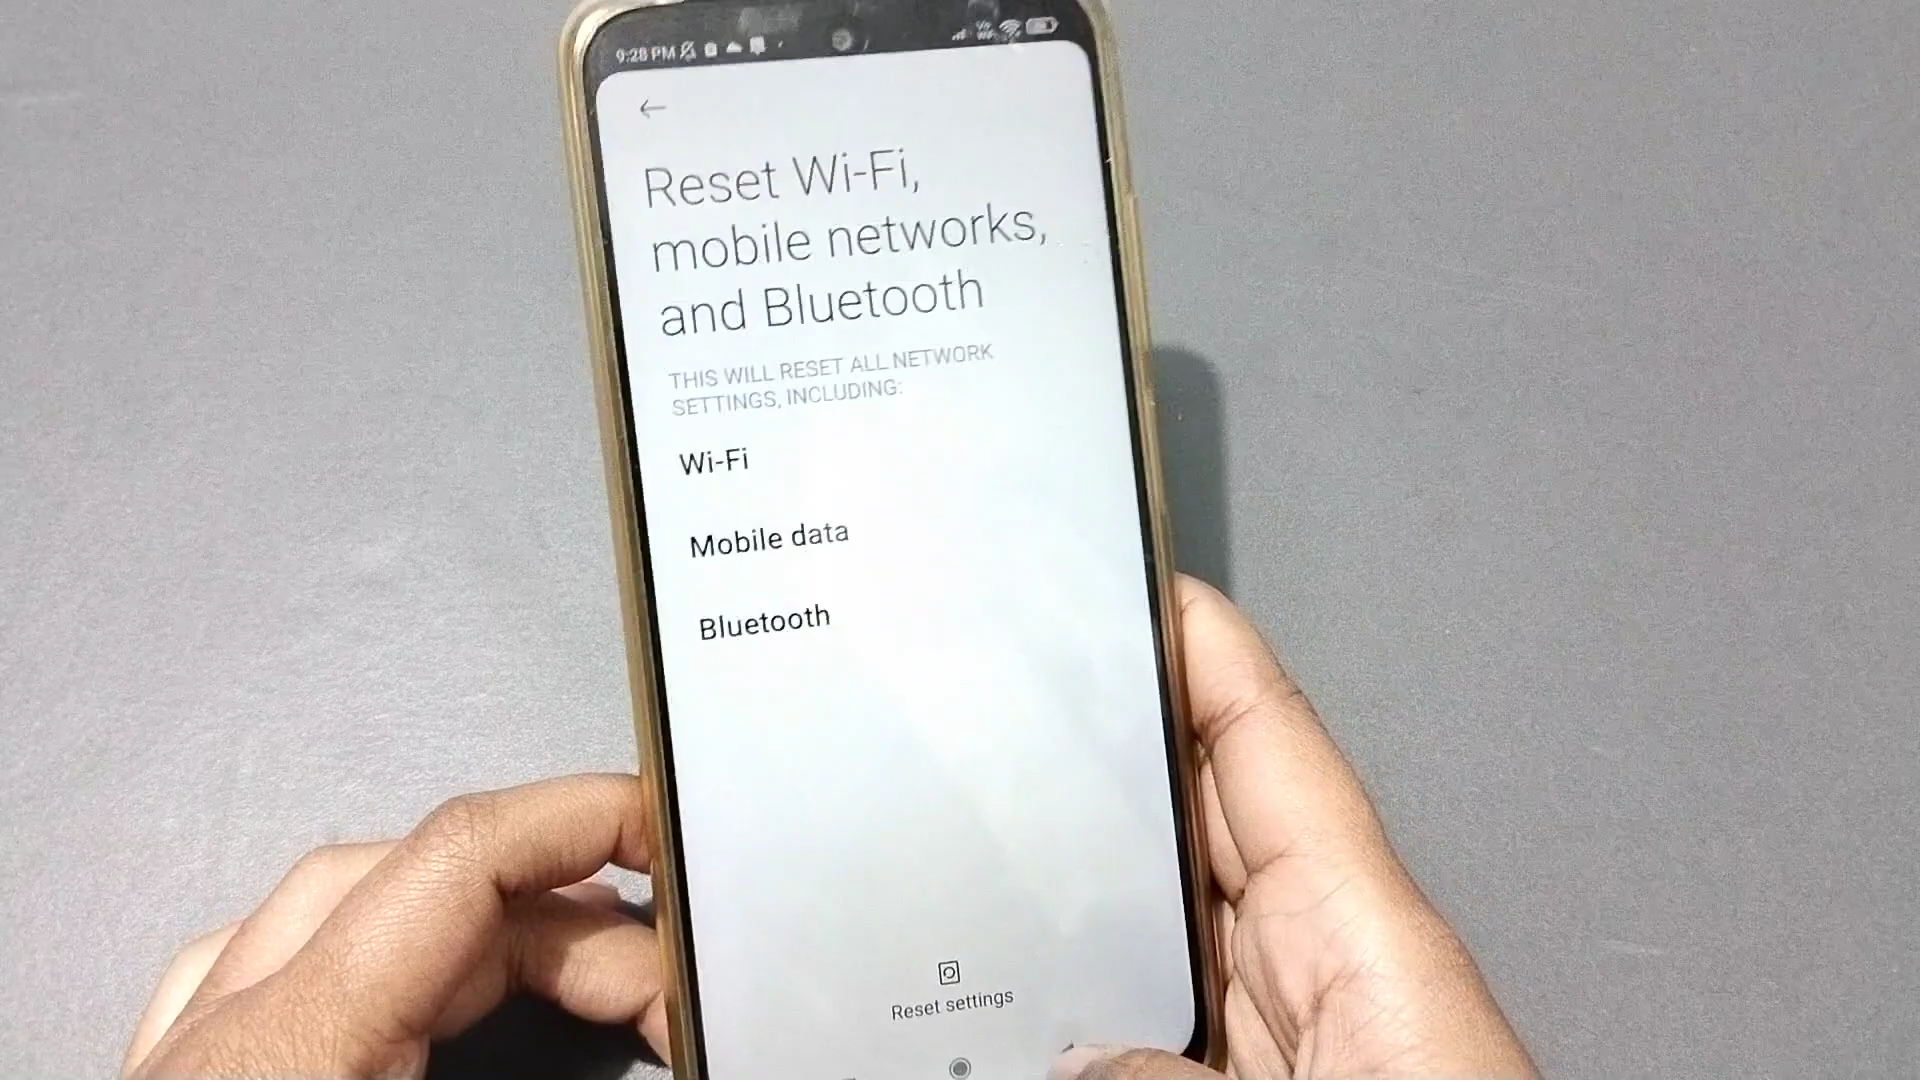 9:28 PM
Reset Wi-Fi,
mobile networks,
and Bluetooth
THIS WILL RESET ALL NETWORK
SETTINGS, INCLUDING:
Wi-Fi
Mobile data
Bluetooth
Reset settings